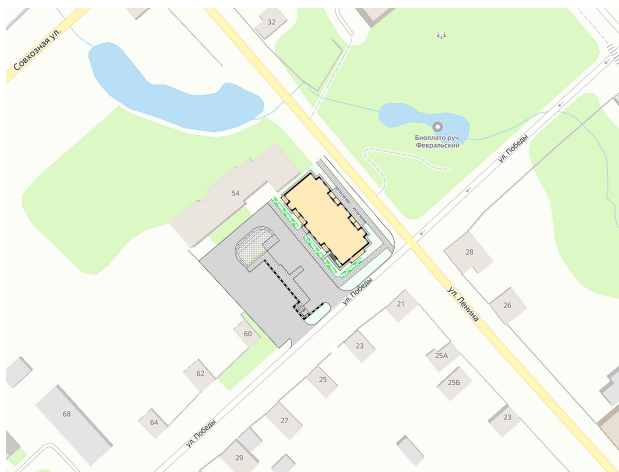 32
Совхозная ул.
Биоплато руч.
Февральский
ул. Победы
54
28
ул. Победы
ул. Ленина
21
26
60
23
25А
62
25
25Б
68
64
27
23
ул. Победы
29